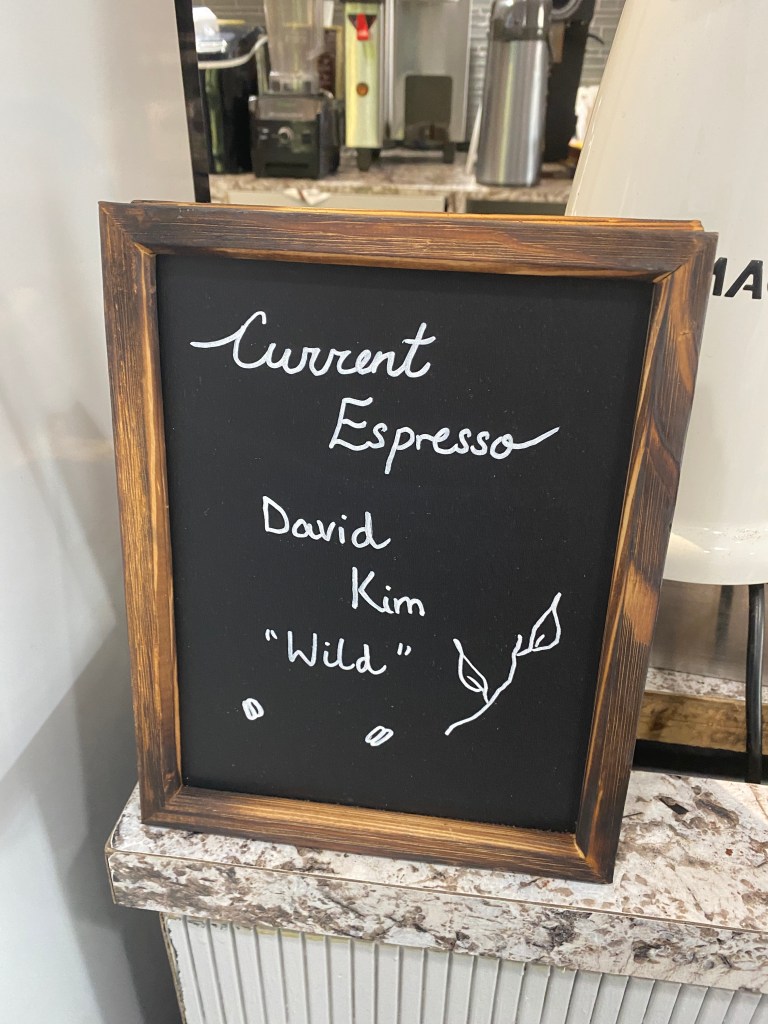 Current
Espresso
David
Kim
"Wild"